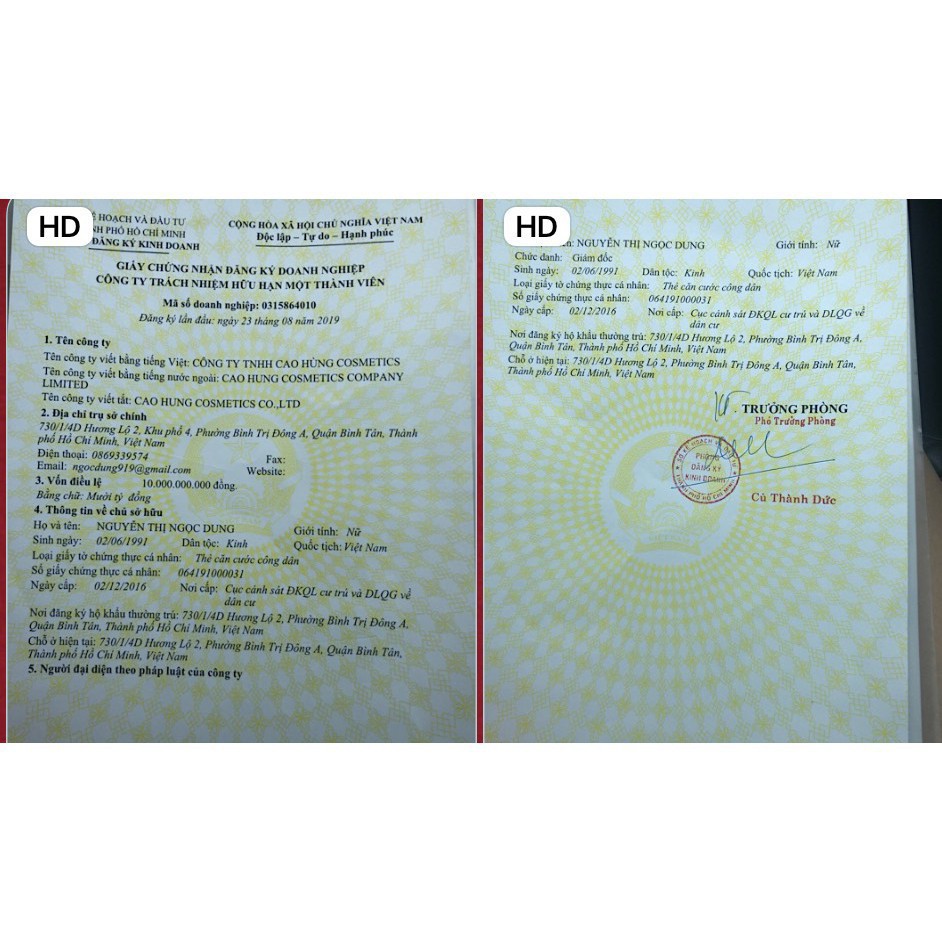 HD
HOẠCH VÀ ĐẦU TƯ
PHỐ HỒ CHÍ MINH
ĐĂNG KÝ KINH DOANH
CỘNG HÒA XÃ HỘI CHỦ NGHĨA VIỆT NAM
Độc lập – Tự do – Hạnh phúc
GIẤY CHỨNG NHẬN ĐĂNG KÝ DOANH NGHIỆP
CÔNG TY TRÁCH NHIỆM HỮU HẠN MỘT THÀNH VIÊN
Mã số doanh nghiệp: 0315864010
Đăng ký lần đầu: ngày 23 tháng 08 năm 2019
1. Tên công ty
Tên công ty viết bằng tiếng Việt: CÔNG TY TNHH CAO HÙNG COSMETICS
Tên công ty viết bằng tiếng nước ngoài: CAO HUNG COSMETICS COMPANY
LIMITED
Tên công ty viết tắt: CAO HUNG COSMETICS CO.,LTD
2. Địa chỉ trụ sở chính
730/1/4D Hương Lộ 2, Khu phố 4, Phường Bình Trị Đông A, Quận Bình Tân, Thành
phố Hồ Chí Minh, Việt Nam
Điện thoại: 0869339574 Fax:
Email: ngocdung919@gmail.com Website:
3. Vốn điều lệ 10.000.000.000 đồng.
Bằng chữ: Mười tỷ đồng
4. Thông tin về chủ sở hữu
Họ và tên: NGUYỄN THỊ NGỌC DUNG Giới tính: Nữ
Sinh ngày: 02/06/1991 Dân tộc: Kinh Quốc tịch: Việt Nam
Loại giấy tờ chứng thực cá nhân: Thẻ căn cước công dân
Số giấy chứng thực cá nhân: 064191000031
Ngày cấp: 02/12/2016 Nơi cấp: Cục cảnh sát ĐKQL cư trú và DLQG về
dân cư
Nơi đăng ký hộ khẩu thường trú: 730/1/4D Hương Lộ 2, Phường Bình Trị Đông A,
Quận Bình Tân, Thành phố Hồ Chí Minh, Việt Nam
Chỗ ở hiện tại: 730/1/4D Hương Lộ 2, Phường Bình Trị Đông A, Quận Bình Tân,
Thành phố Hồ Chí Minh, Việt Nam
5. Người đại diện theo pháp luật của công ty
HD
tên: NGUYỄN THỊ NGỌC DUNG Giới tính: Nữ
Chức danh: Giám đốc
Sinh ngày: 02/06/1991 Dân tộc: Kinh Quốc tịch: Việt Nam
Loại giấy tờ chứng thực cá nhân: Thẻ căn cước công dân
Số giấy chứng thực cá nhân: 064191000031
Ngày cấp: 02/12/2016 Nơi cấp: Cục cảnh sát ĐKQL cư trú và DLQG về
dân cư
Nơi đăng ký hộ khẩu thường trú: 730/1/4D Hương Lộ 2, Phường Bình Trị Đông A,
Quận Bình Tân, Thành phố Hồ Chí Minh, Việt Nam
Chỗ ở hiện tại: 730/1/4D Hương Lộ 2, Phường Bình Trị Đông A, Quận Bình Tân,
Thành phố Hồ Chí Minh, Việt Nam
KT. TRƯỞNG PHÒNG
Phó Trưởng Phòng
PHÒNG
ĐĂNG KÝ
KINH DOANH
THÀNH PHỐ HỒ CHÍ MINH
Cù Thành Đức